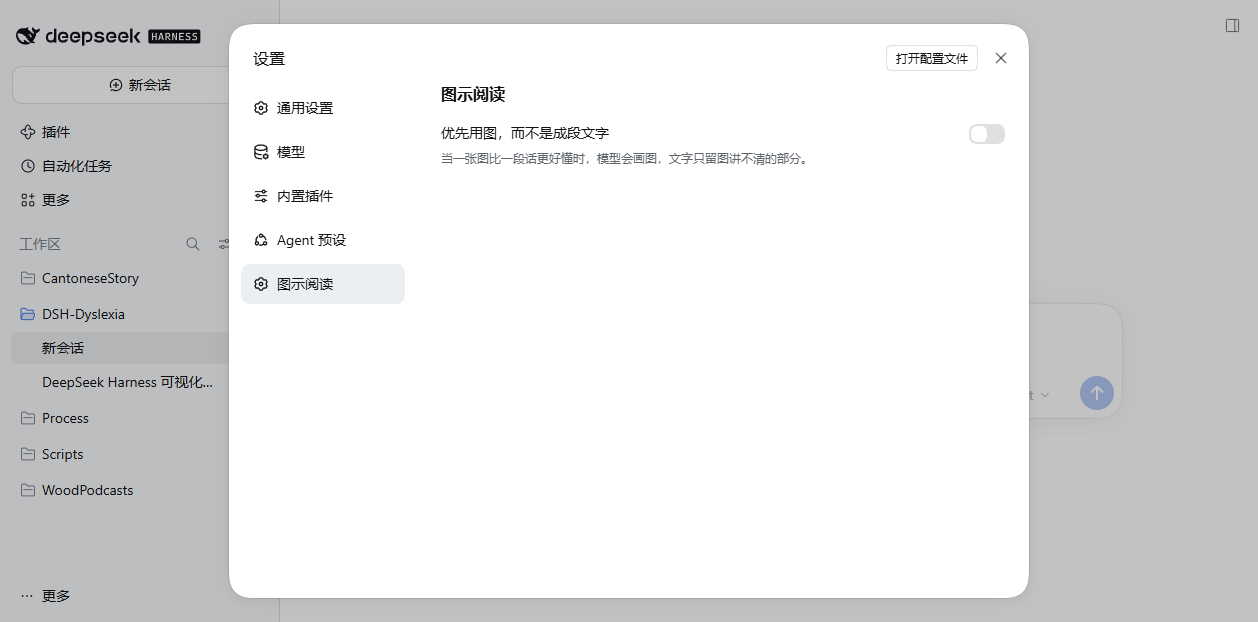 deepseek HARNESS
新会话
插件
自动化任务
更多
工作区
CantoneseStory
DSH-Dyslexia
新会话
DeepSeek Harness 可视化...
Process
Scripts
WoodPodcasts
更多
设置
打开配置文件
通用设置
模型
内置插件
Agent 预设
图示阅读
图示阅读
优先用图，而不是成段文字
当一张图比一段话更好懂时，模型会画图，文字只留图讲不清的部分。